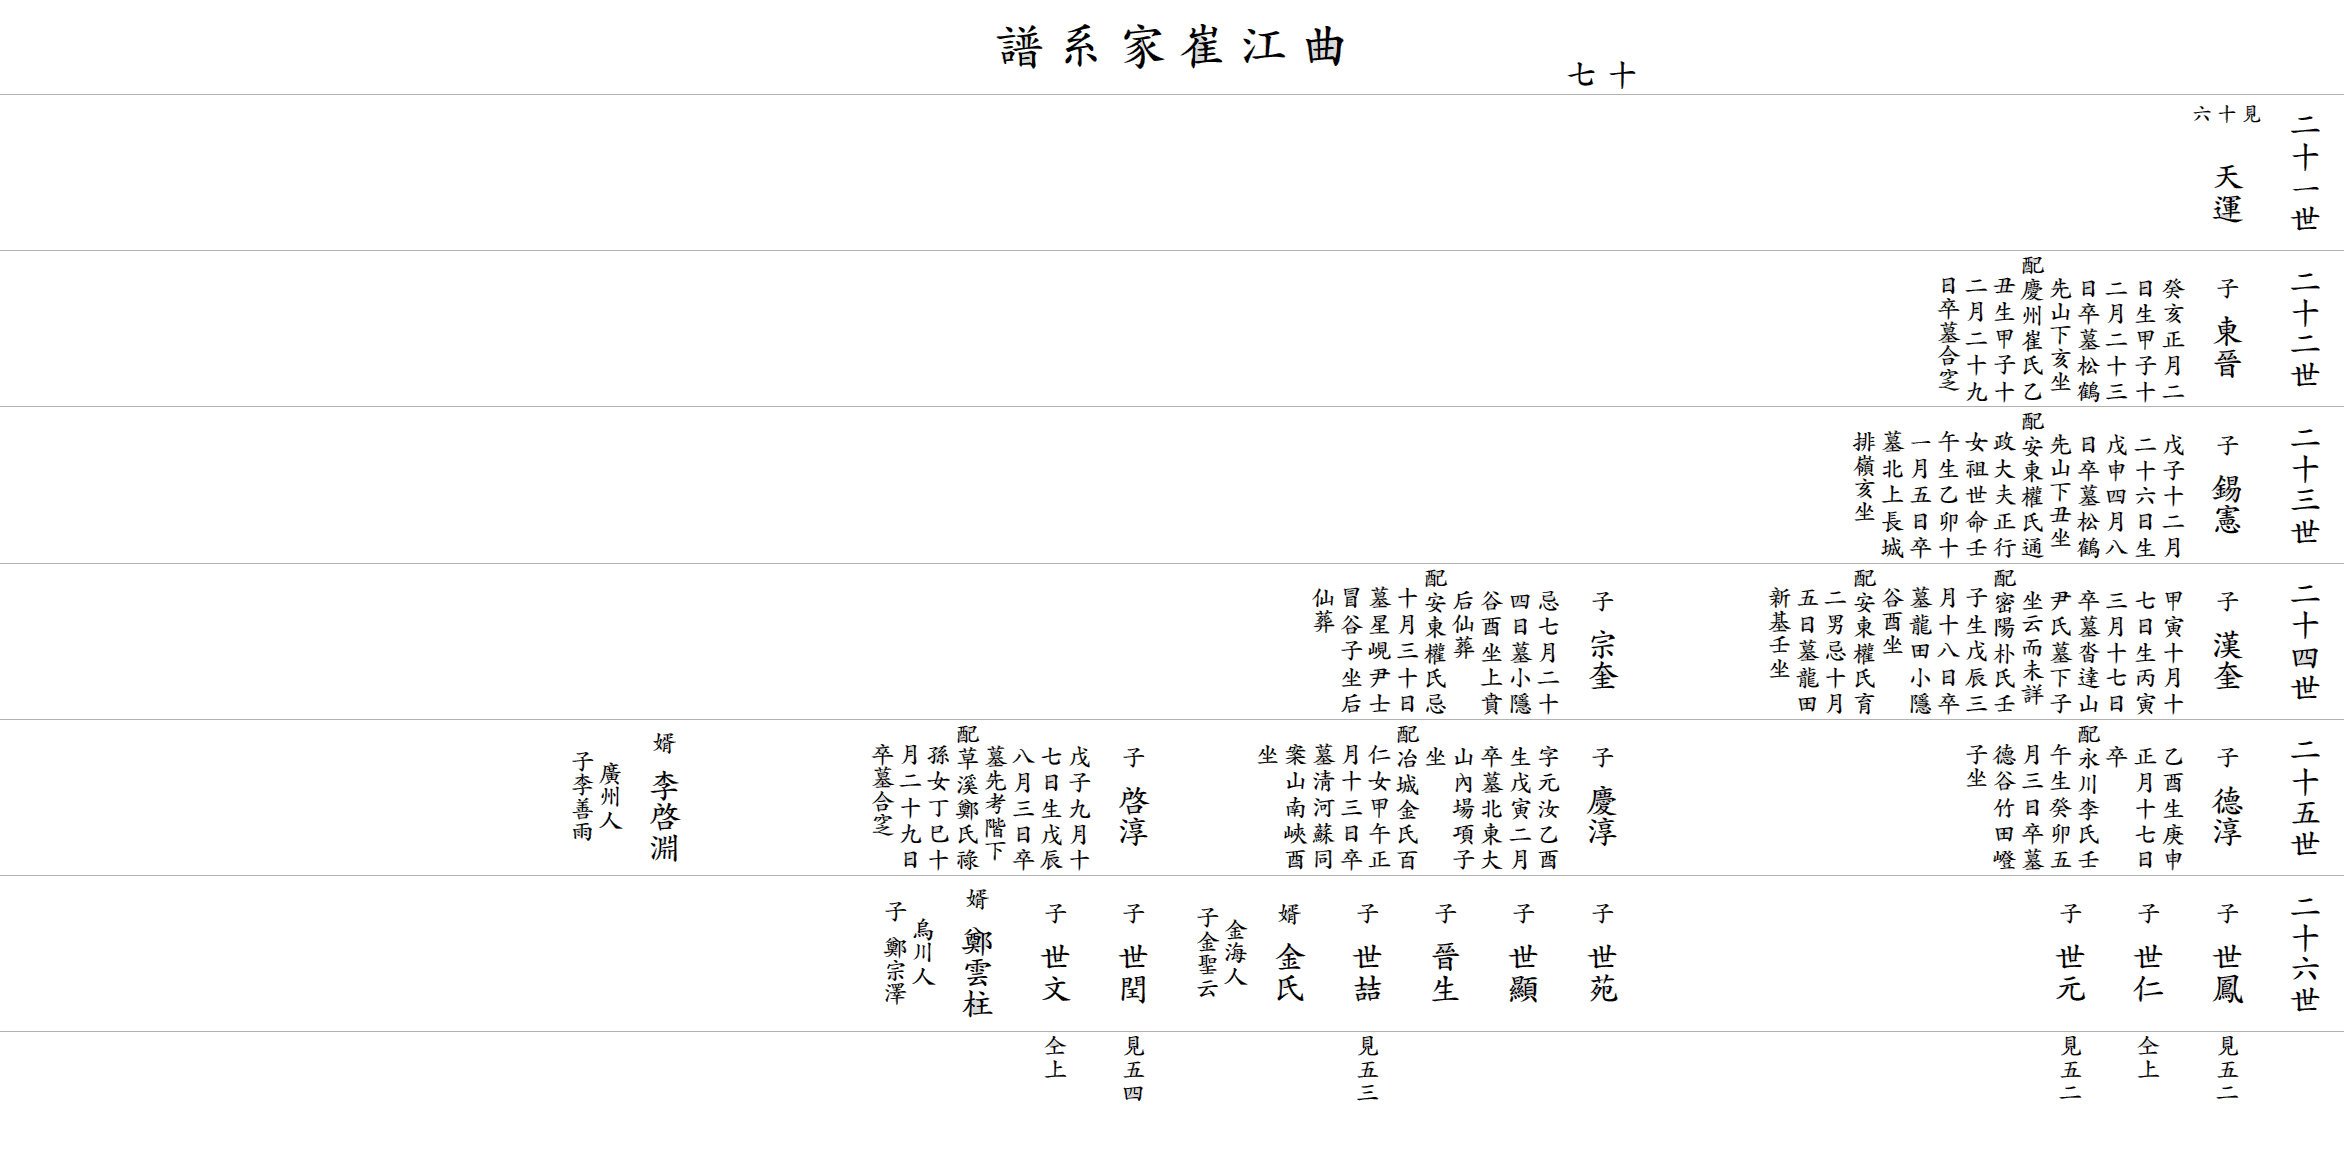 曲江崔家系譜
十七
二十一世
見十六
天運
二十二世
子 東晉
癸亥正月二
日生甲子十
二月二十三
日卒墓松鶴
先山下亥坐
配慶州崔氏乙
丑生甲子十
二月二十九
日卒墓合窆
二十三世
子 錫憲
戊子十二月
二十六日生
戊申四月八
日卒墓松鶴
先山下丑坐
配安東權氏通
政大夫正行
女祖世命壬
午生乙卯十
一月五日卒
墓北上長城
排嶺亥坐
二十四世
子 漢奎
甲寅十月十
七日生丙寅
三月十七日
卒墓沓達山
尹氏墓下子
坐云而未詳
配密陽朴氏壬
子生戊辰三
月十八日卒
墓龍田小隱
谷酉坐
配安東權氏育
二男忌十月
五日墓龍田
新基壬坐
子 宗奎
忌七月二十
四日墓小隱
谷酉坐上賁
后仙葬
配安東權氏忌
十月三十日
墓星峴尹士
冒谷子坐后
仙葬
二十五世
子 德淳
乙酉生庚申
正月十七日
卒
配永川李氏壬
午生癸卯五
月三日卒墓
德谷竹田嶝
子坐
子 慶淳
字元汝乙酉
生戊寅二月
卒墓北東大
山內場項子
坐
配冶城金氏百
仁女甲午正
月十三日卒
墓淸河蘇同
案山南峽酉
坐
子 啓淳
戊子九月十
七日生戊辰
八月三日卒
墓先考階下
配草溪鄭氏祿
孫女丁巳十
月二十九日
卒墓合窆
婿 李啓淵
廣州人
子李善雨
二十六世
子 世鳳
子 世仁
子 世元
子 世苑
子 世顯
子 晉生
子 世喆
婿 金氏
金海人
子金聖云
子 世閏
子 世文
婿 鄭雲柱
烏川人
子 鄭宗澤
見五二
仝上
見五二
見五三
見五四
仝上